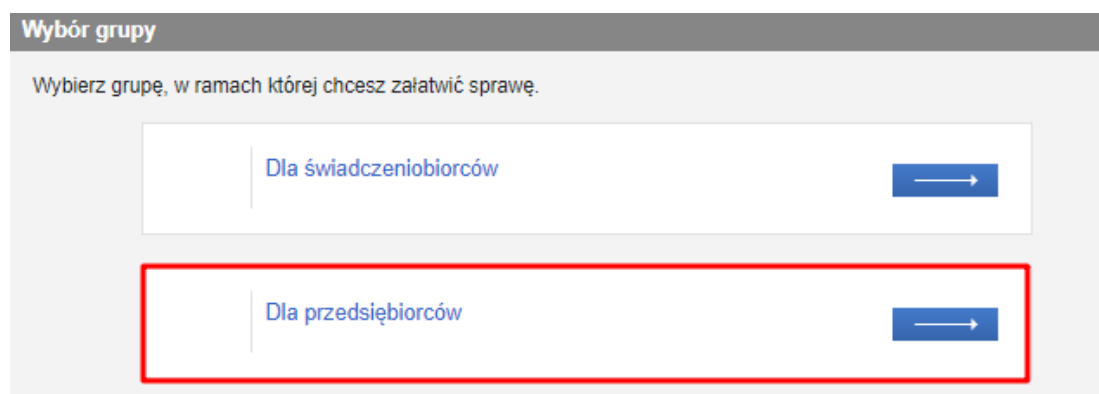 Wybór grupy
Wybierz grupę, w ramach której chcesz załatwić sprawę.
Dla świadczeniobiorców
Dla przedsiębiorców